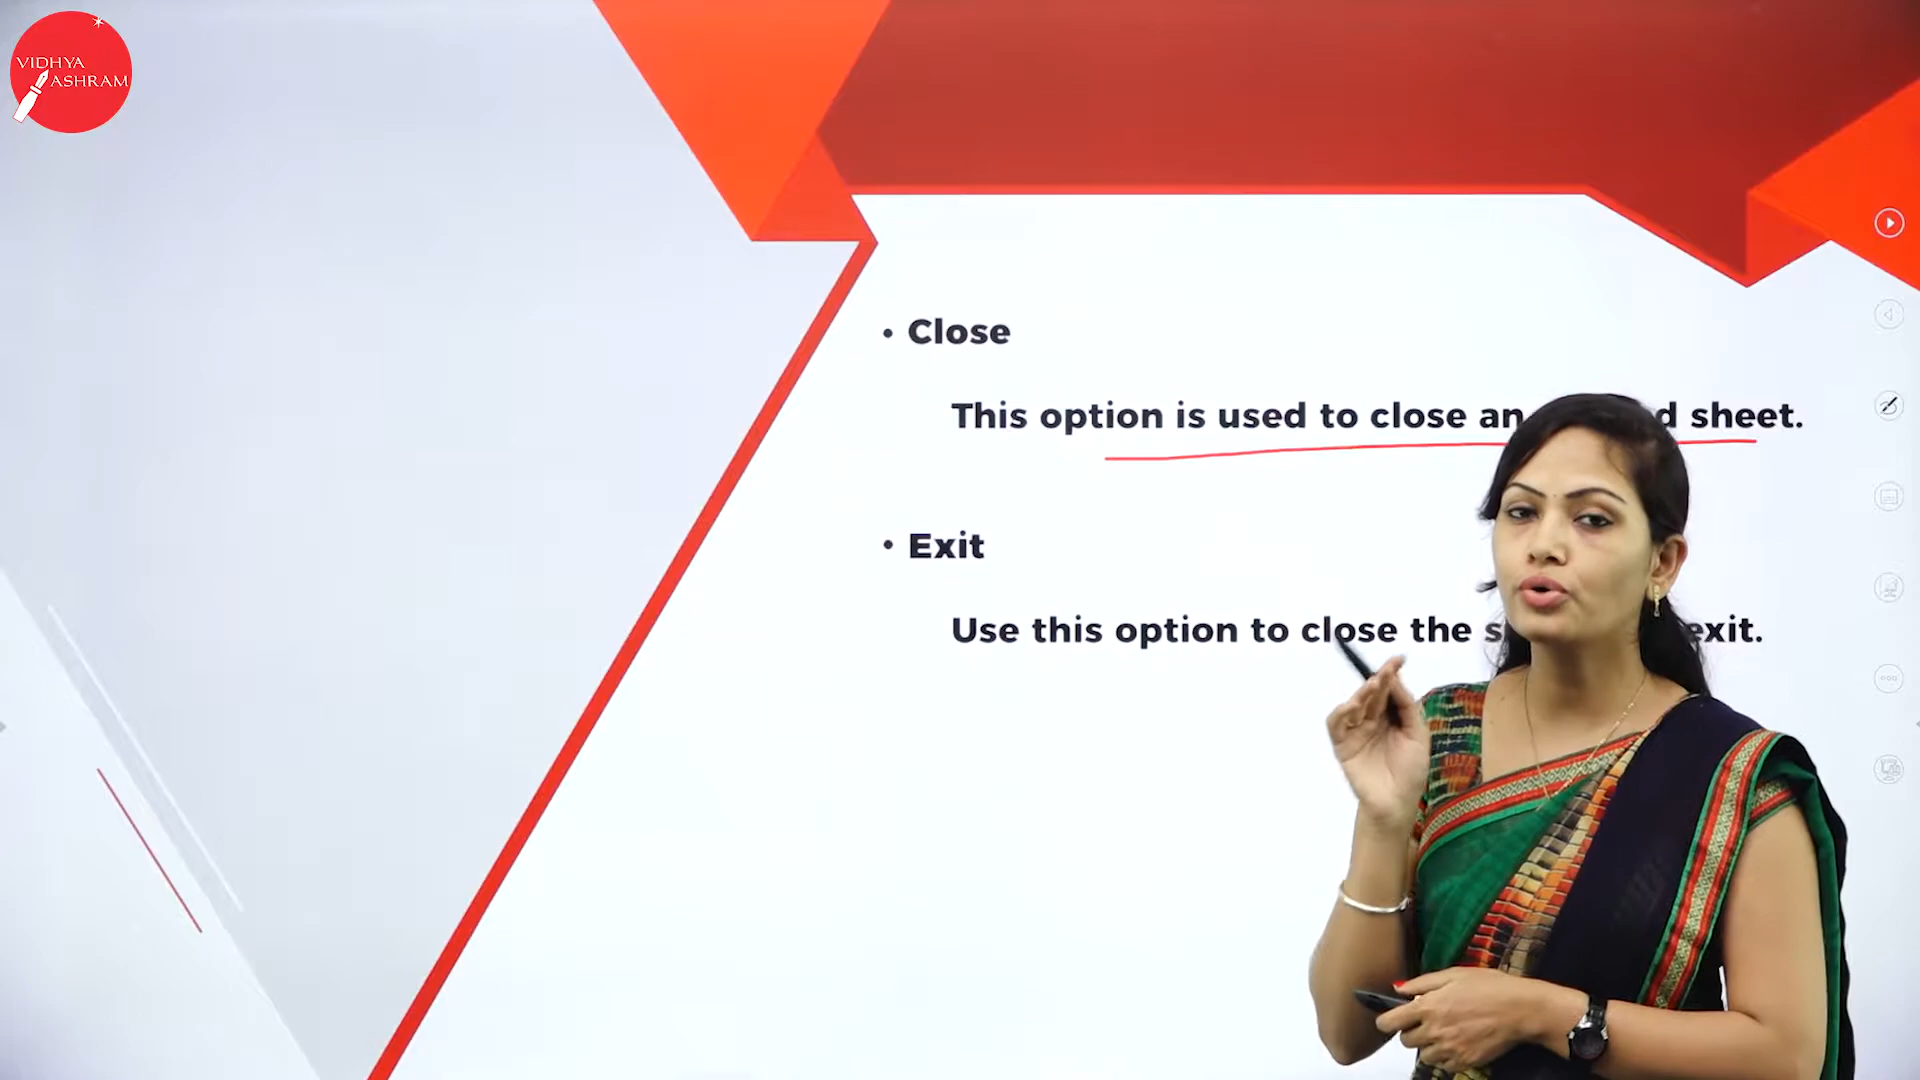 VIDHYA
ASHRAM
• Close
This option is used to close an sheet.
• Exit
Use this option to close the exit.